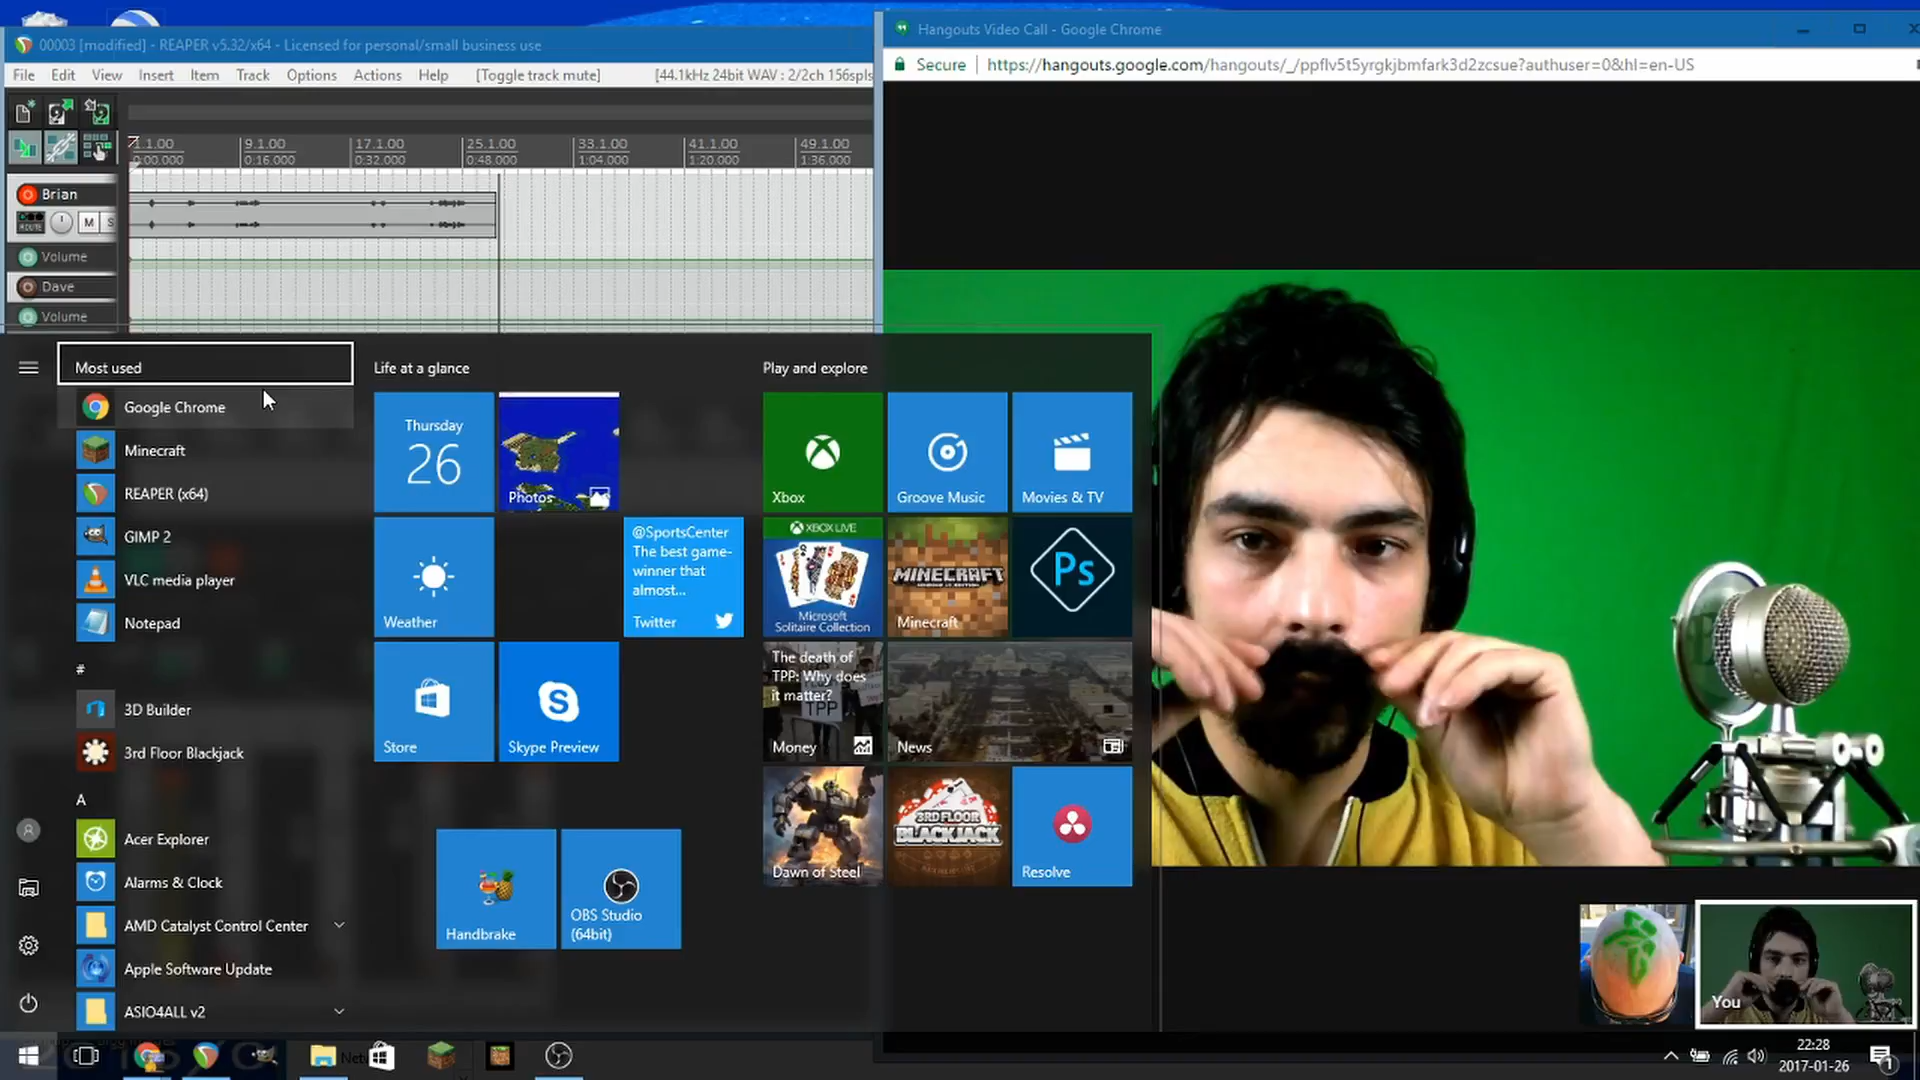 00003 [modified] - REAPER v5.32/x64 - Licensed for personal/small business use
File Edit View Insert Item Track Options Actions Help [Toggle track mute] [44.1kHz 24bit WAV : 2/2ch 156spls
1.1.00 9.1.00 17.1.00 25.1.00 33.1.00 41.1.00 49.1.00
0:00.000 0:16.000 0:32.000 0:48.000 1:04.000 1:20.000 1:36.000
Brian
ROUTE M S
Volume
Dave
Volume
Hangouts Video Call - Google Chrome
Secure https://hangouts.google.com/hangouts/_/ppflv5t5yrgkjbmfark3d2zcsue?authuser=0&hl=en-US
Most used
Google Chrome
Minecraft
REAPER (x64)
GIMP 2
VLC media player
Notepad
#
3D Builder
3rd Floor Blackjack
A
Acer Explorer
Alarms & Clock
AMD Catalyst Control Center
Apple Software Update
ASIO4ALL v2
Life at a glance
Thursday
26
Photos
Weather
@SportsCenter
The best game-
winner that
almost...
Twitter
Store
S
Skype Preview
Handbrake
OBS Studio
(64bit)
Play and explore
Xbox
Groove Music
Movies & TV
XBOX LIVE
Microsoft
Solitaire Collection
MINECRAFT
Minecraft
Ps
The death of
TPP: Why does
it matter?
TPP
Money
News
Dawn of Steel
3RD FLOOR
BLACKJACK
Resolve
You
22:28
2017-01-26
1